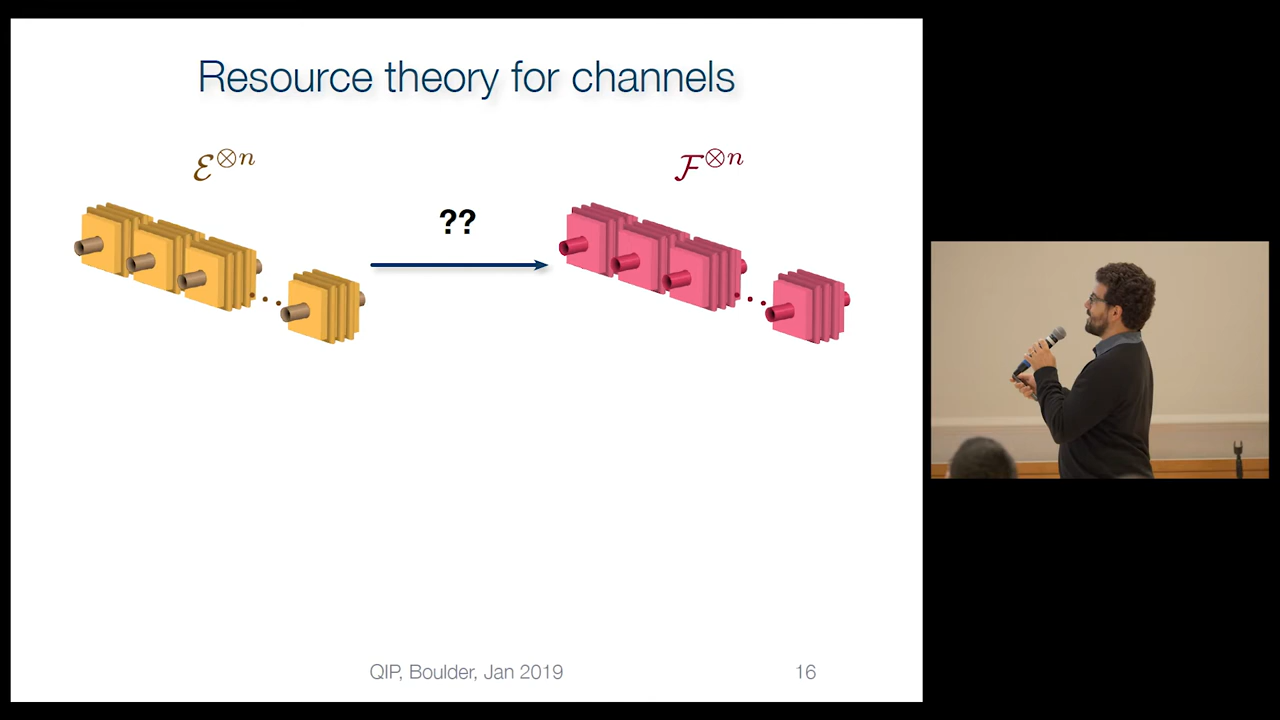 Resource theory for channels
ℰ^{⊗n}
ℱ^{⊗n}
??
QIP, Boulder, Jan 2019
16